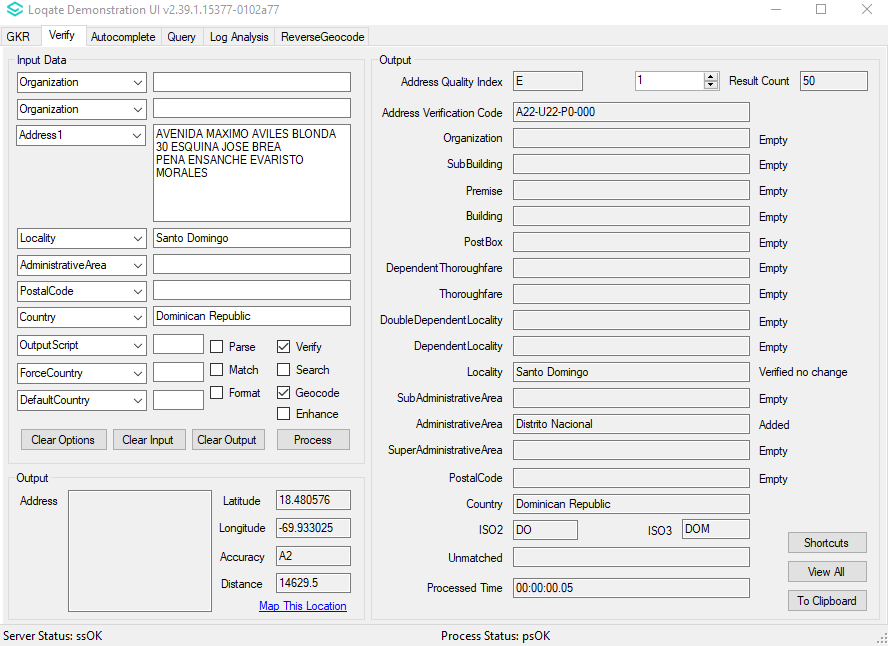 Loqate Demonstration UI v2.39.1.15377-0102a77
GKR Verify Autocomplete Query Log Analysis ReverseGeocode
Input Data
Organization
Organization
Address1
AVENIDA MAXIMO AVILES BLONDA
30 ESQUINA JOSE BREA
PENA ENSANCHE EVARISTO
MORALES
Locality Santo Domingo
AdministrativeArea
PostalCode
Country Dominican Republic
OutputScript Parse Verify
ForceCountry Match Search
DefaultCountry Format Geocode
Enhance
Clear Options Clear Input Clear Output Process
Output
Address
Latitude 18.480576
Longitude -69.933025
Accuracy A2
Distance 14629.5
Map This Location
Output
Address Quality Index E 1 Result Count 50
Address Verification Code A22-U22-P0-000
Organization Empty
SubBuilding Empty
Premise Empty
Building Empty
PostBox Empty
DependentThoroughfare Empty
Thoroughfare Empty
DoubleDependentLocality Empty
DependentLocality Empty
Locality Santo Domingo Verified no change
SubAdministrativeArea Empty
AdministrativeArea Distrito Nacional Added
SuperAdministrativeArea Empty
PostalCode Empty
Country Dominican Republic
ISO2 DO ISO3 DOM
Unmatched
Processed Time 00:00:00.05
Shortcuts
View All
To Clipboard
Server Status: ssOK Process Status: psOK